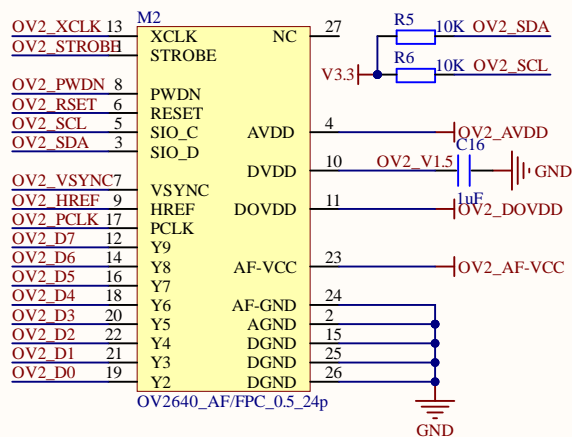 M2
OV2_XCLK 13 XCLK NC 27
OV2_STROBE 1 STROBE
R5 10K OV2_SDA
R6 10K OV2_SCL
V3.3
OV2_PWDN 8 PWDN
OV2_RSET 6 RESET
OV2_SCL 5 SIO_C AVDD 4 OV2_AVDD
OV2_SDA 3 SIO_D
C16
DVDD 10 OV2_V1.5 GND
1uF
OV2_VSYNC 7 VSYNC
OV2_HREF 9 HREF DOVDD 11 OV2_DOVDD
OV2_PCLK 17 PCLK
OV2_D7 12 Y9
OV2_D6 14 Y8 AF-VCC 23 OV2_AF-VCC
OV2_D5 16 Y7
OV2_D4 18 Y6 AF-GND 24
OV2_D3 20 Y5 AGND 2
OV2_D2 22 Y4 DGND 15
OV2_D1 21 Y3 DGND 25
OV2_D0 19 Y2 DGND 26
OV2640_AF/FPC_0.5_24p
GND